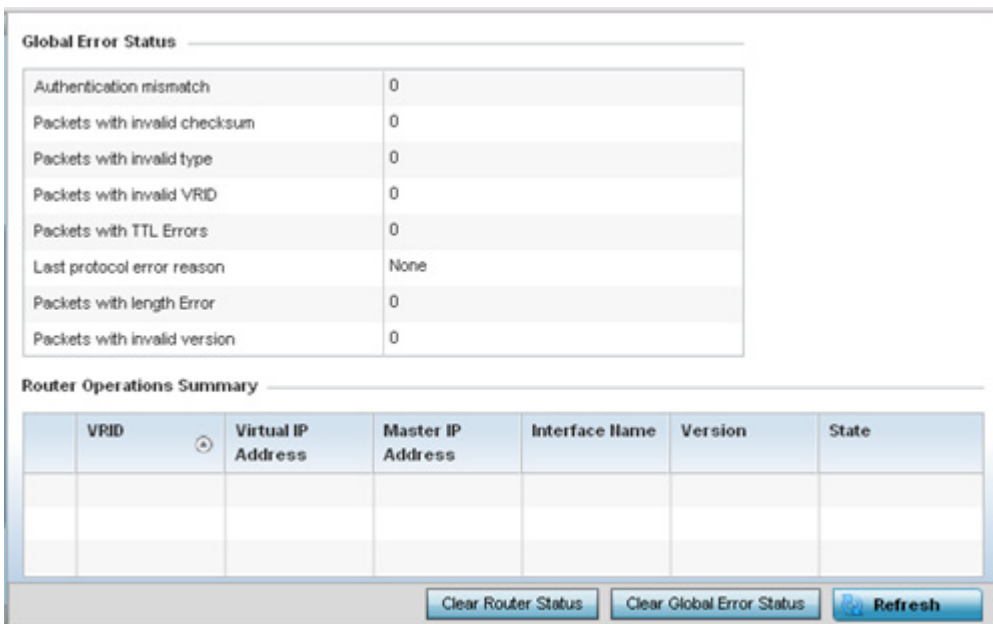 Global Error Status
Authentication mismatch 0
Packets with invalid checksum 0
Packets with invalid type 0
Packets with invalid VRID 0
Packets with TTL Errors 0
Last protocol error reason None
Packets with length Error 0
Packets with invalid version 0
Router Operations Summary
VRID Virtual IP Address Master IP Address Interface Name Version State
Clear Router Status Clear Global Error Status Refresh